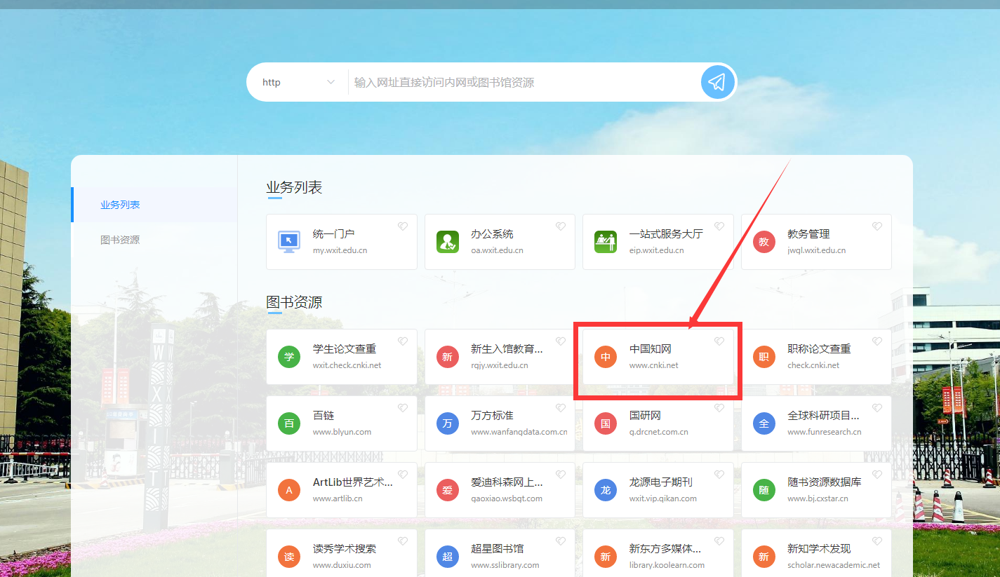 http
输入网址直接访问内网或图书馆资源
业务列表
图书资源
业务列表
统一门户
my.wxit.edu.cn
办公系统
oa.wxit.edu.cn
一站式服务大厅
eip.wxit.edu.cn
教
教务管理
jwgl.wxit.edu.cn
图书资源
学
学生论文查重
wxit.check.cnki.net
新
新生入馆教育...
rgjy.wxit.edu.cn
中
中国知网
www.cnki.net
职
职称论文查重
check.cnki.net
百
百链
www.blyun.com
万
万方标准
www.wanfangdata.com.cn
国
国研网
g.drcnet.com.cn
全
全球科研项目...
www.funresearch.cn
A
ArtLib世界艺术...
www.artlib.cn
爱
爱迪科森网上...
gaoxiao.wsbgt.com
龙
龙源电子期刊
wxit.vip.qikan.com
随
随书资源数据库
www.bj.cxstar.cn
读
读秀学术搜索
www.duxiu.com
超
超星图书馆
www.sslibrary.com
新
新东方多媒体...
library.koolearn.com
新
新知学术发现
scholar.newacademic.net
WXIT